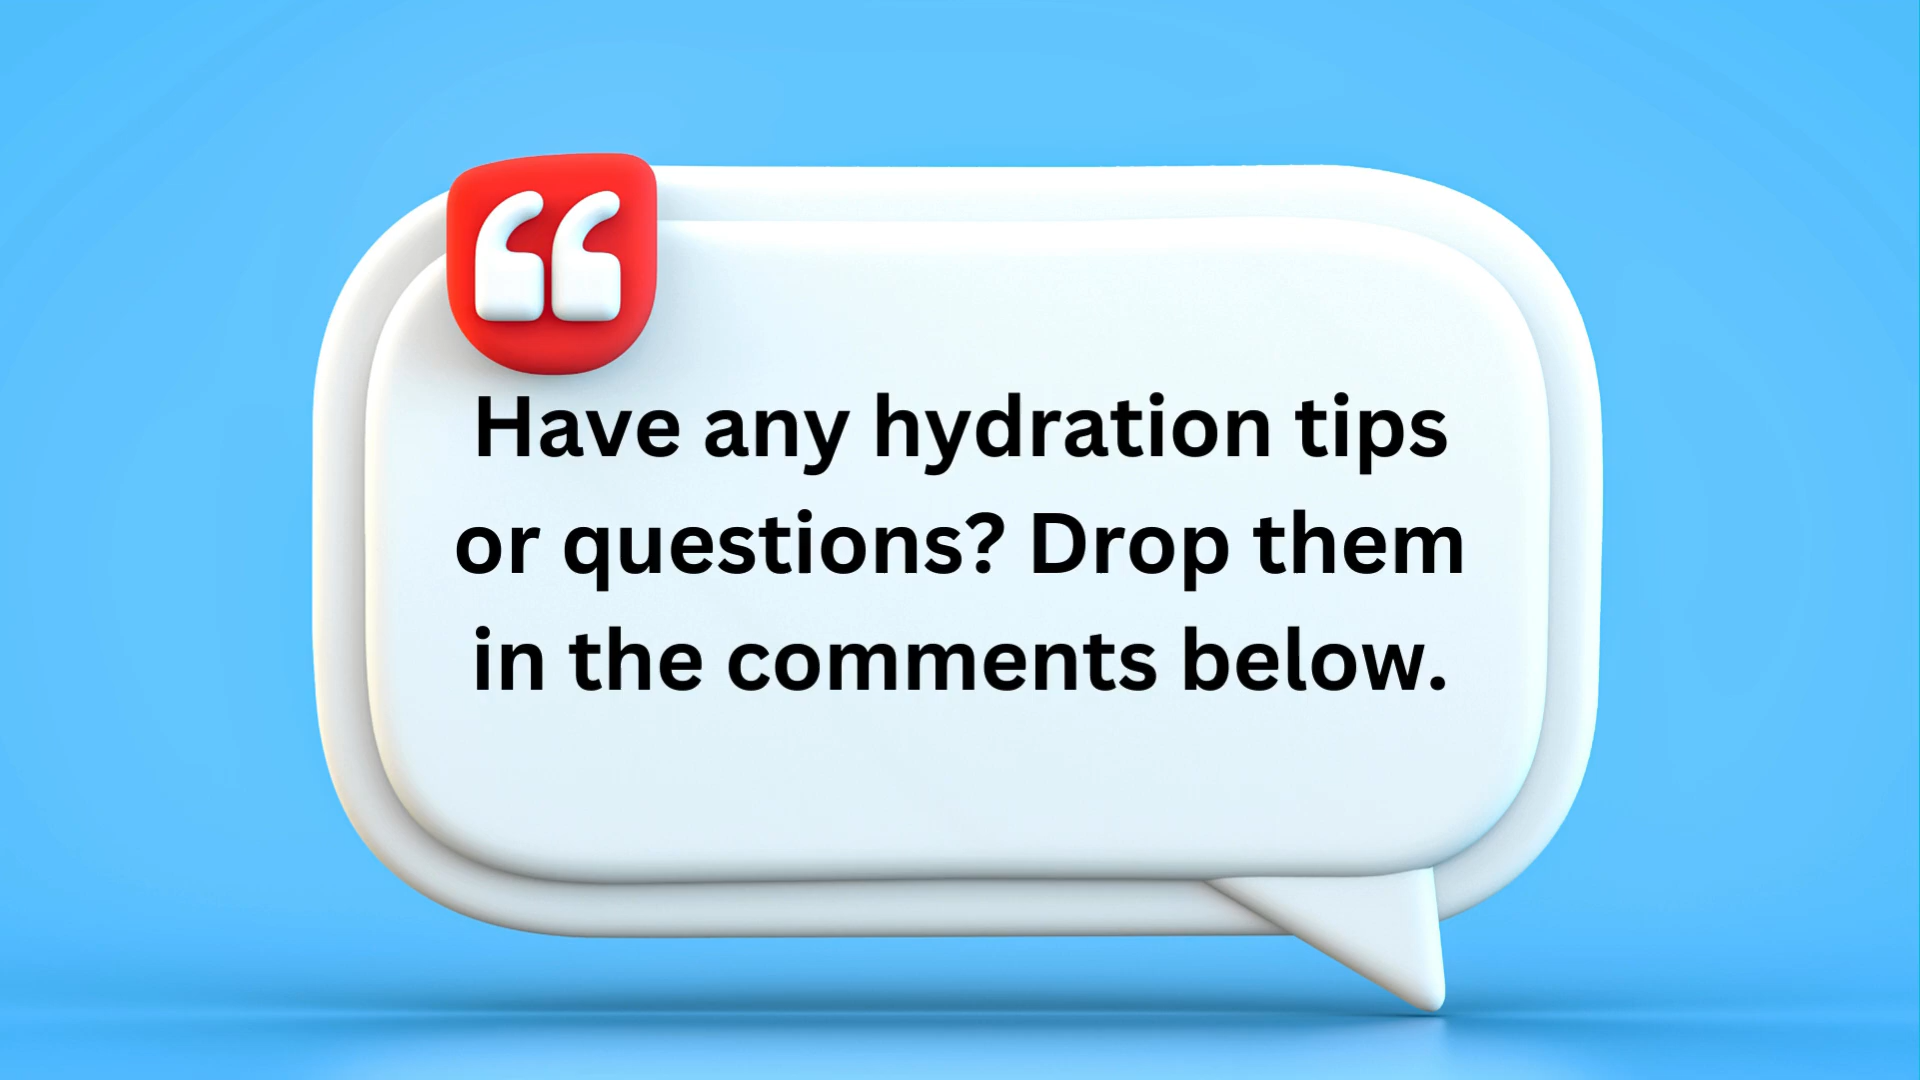 Have any hydration tips
or questions? Drop them
in the comments below.